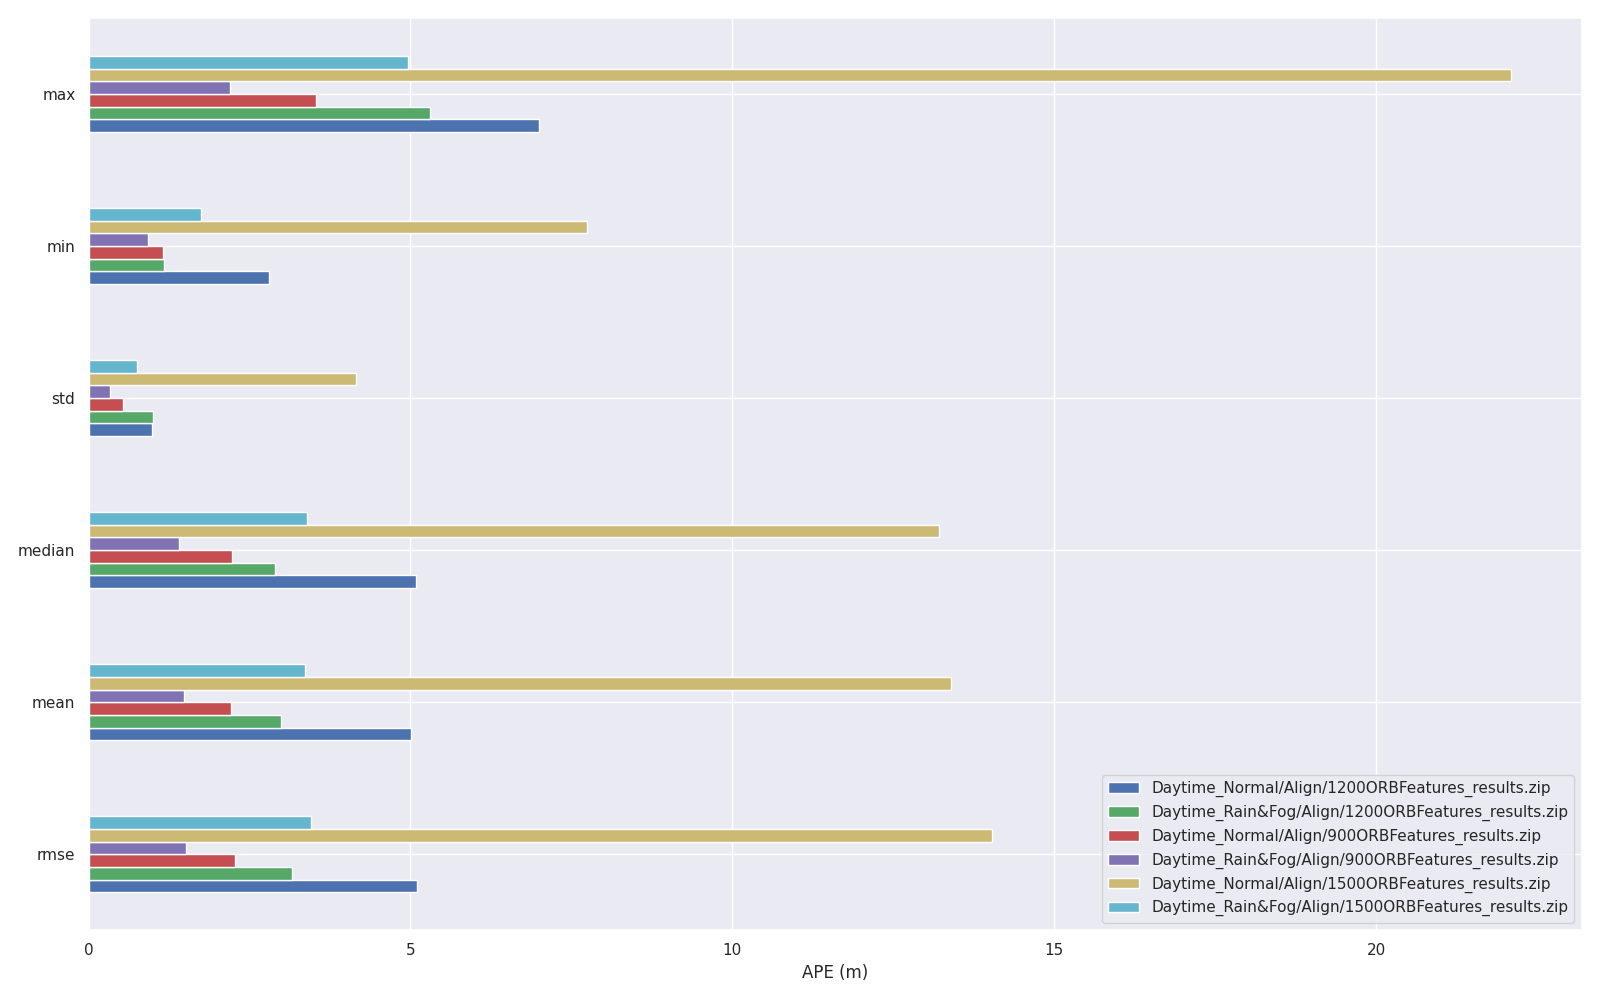 max
min
std
median
mean
rmse
Daytime_Normal/Align/1200ORBFeatures_results.zip
Daytime_Rain&Fog/Align/1200ORBFeatures_results.zip
Daytime_Normal/Align/900ORBFeatures_results.zip
Daytime_Rain&Fog/Align/900ORBFeatures_results.zip
Daytime_Normal/Align/1500ORBFeatures_results.zip
Daytime_Rain&Fog/Align/1500ORBFeatures_results.zip
0 5 10 15 20
APE (m)